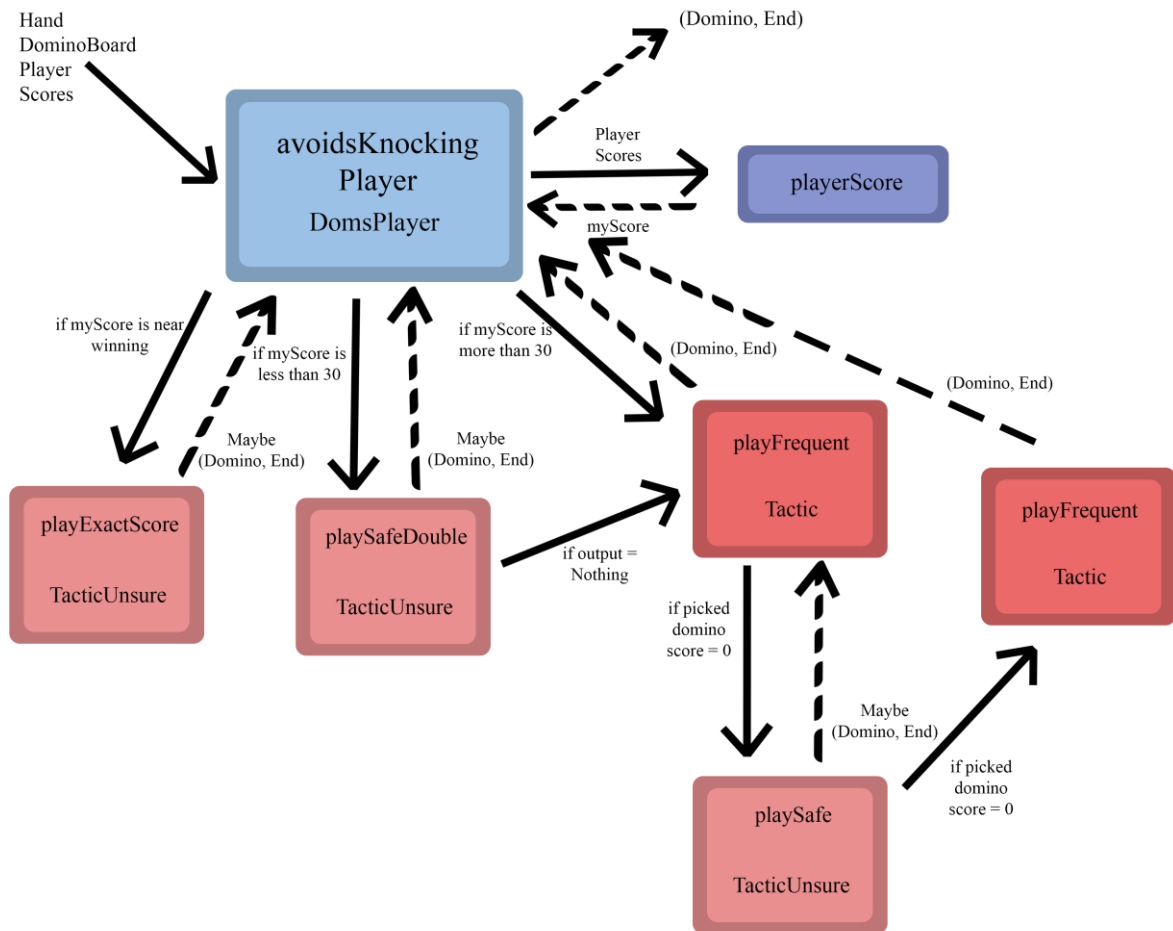 Hand
DominoBoard
Player
Scores
(Domino, End)
avoidsKnocking
Player
DomsPlayer
Player
Scores
playerScore
myScore
if myScore is near
winning
if myScore is
less than 30
if myScore is
more than 30
(Domino, End)
(Domino, End)
Maybe
(Domino, End)
Maybe
(Domino, End)
playExactScore
TacticUnsure
playSafeDouble
TacticUnsure
if output =
Nothing
playFrequent
Tactic
playFrequent
Tactic
if picked
domino
score = 0
Maybe
(Domino, End)
if picked
domino
score = 0
playSafe
TacticUnsure